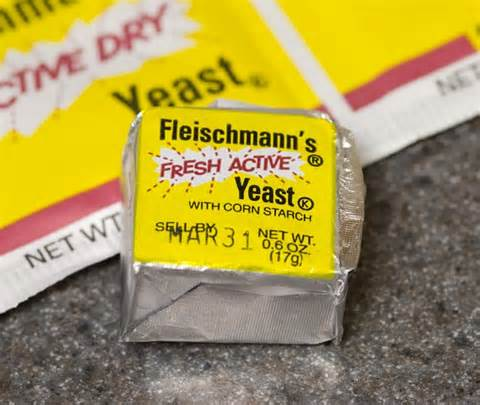 CTIVE DRY
Yeast®
NET WT
NET
Fleischmann's®
FRESH ACTIVE
Yeast Ⓚ
WITH CORN STARCH
SELL BY
MAR31
NET WT.
0.6 OZ.
(17g)